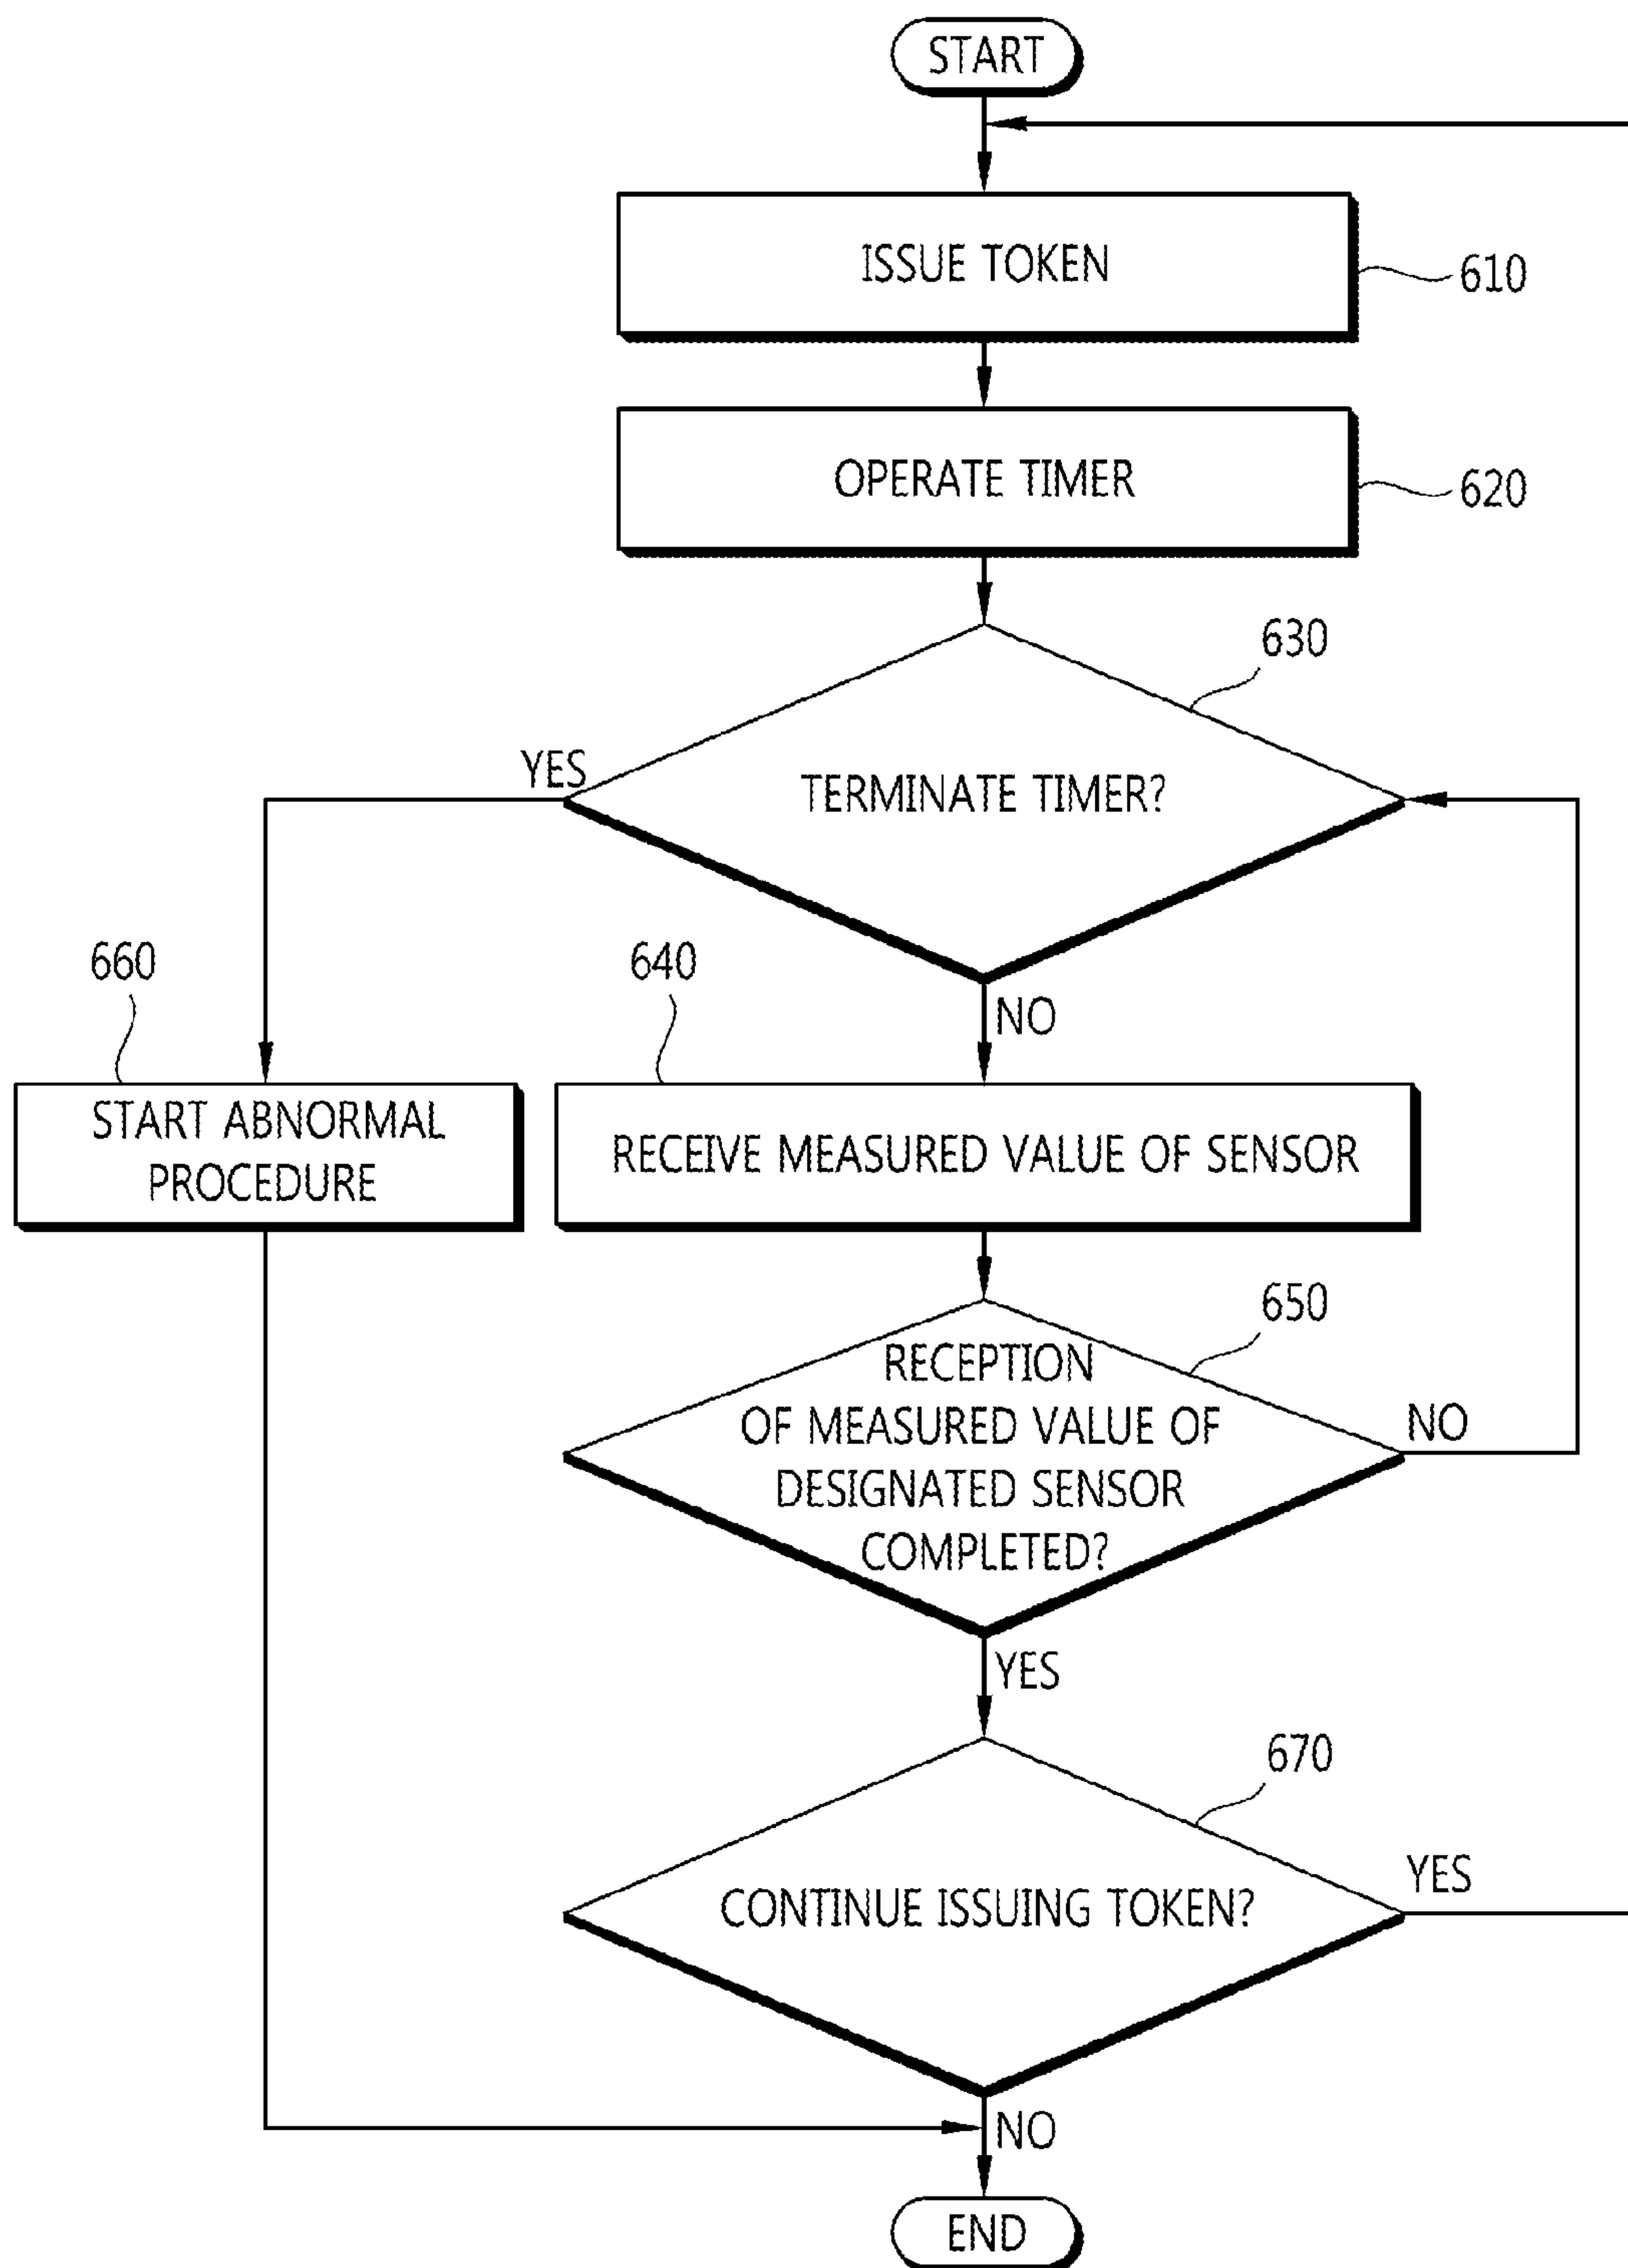 START
ISSUE TOKEN
610
OPERATE TIMER
620
630
TERMINATE TIMER?
YES
NO
660
START ABNORMAL
PROCEDURE
640
RECEIVE MEASURED VALUE OF SENSOR
650
RECEPTION
OF MEASURED VALUE OF
DESIGNATED SENSOR
COMPLETED?
NO
YES
670
CONTINUE ISSUING TOKEN?
YES
NO
END